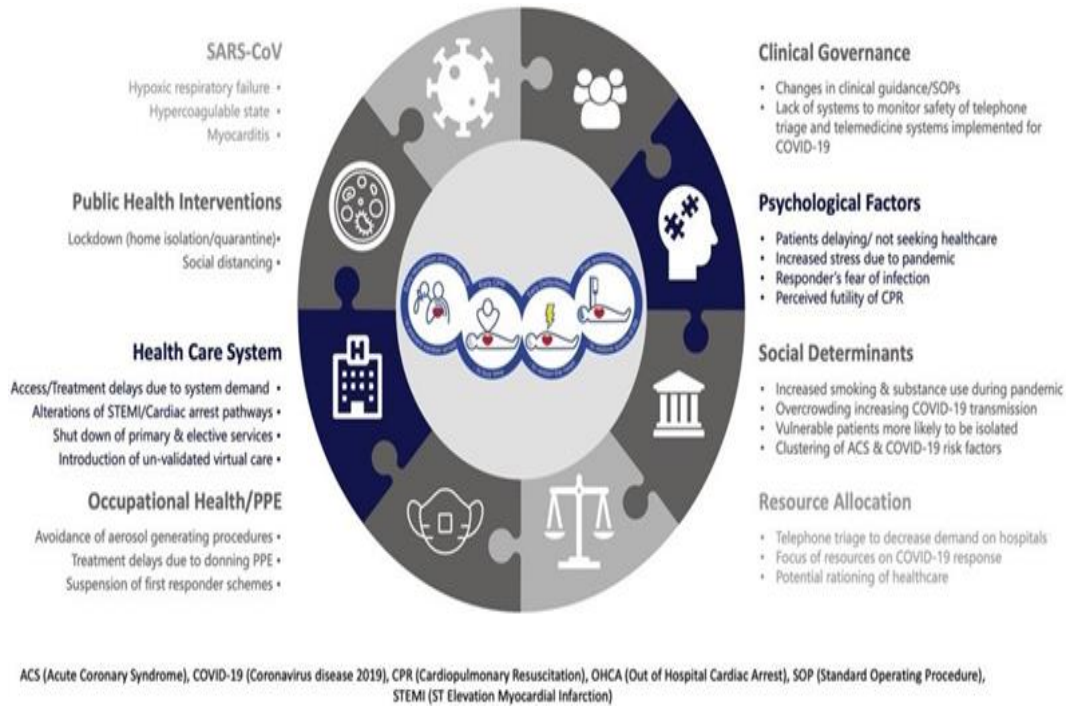 SARS-CoV
Hypoxic respiratory failure •
Hypercoagulable state •
Myocarditis •
Public Health Interventions
Lockdown (home isolation/quarantine)•
Social distancing •
Health Care System
Access/Treatment delays due to system demand •
Alterations of STEMI/Cardiac arrest pathways •
Shut down of primary & elective services •
Introduction of un-validated virtual care •
Occupational Health/PPE
Avoidance of aerosol generating procedures •
Treatment delays due to donning PPE •
Suspension of first responder schemes •
H
Early CPR
Early Defibrillation
Clinical Governance
• Changes in clinical guidance/SOPs
• Lack of systems to monitor safety of telephone
triage and telemedicine systems implemented for
COVID-19
Psychological Factors
• Patients delaying/ not seeking healthcare
• Increased stress due to pandemic
• Responder's fear of infection
• Perceived futility of CPR
Social Determinants
• Increased smoking & substance use during pandemic
• Overcrowding increasing COVID-19 transmission
• Vulnerable patients more likely to be isolated
• Clustering of ACS & COVID-19 risk factors
Resource Allocation
• Telephone triage to decrease demand on hospitals
• Focus of resources on COVID-19 response
• Potential rationing of healthcare
ACS (Acute Coronary Syndrome), COVID-19 (Coronavirus disease 2019), CPR (Cardiopulmonary Resuscitation), OHCA (Out of Hospital Cardiac Arrest), SOP (Standard Operating Procedure),
STEMI (ST Elevation Myocardial Infarction)